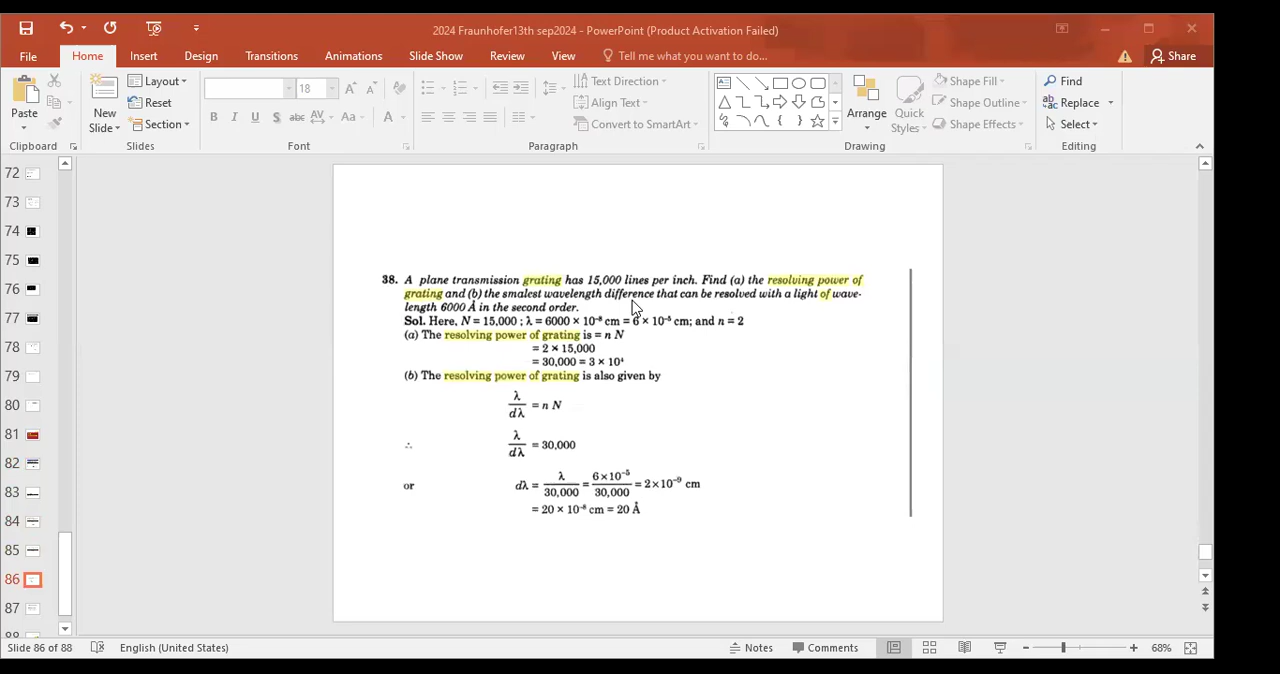 2024 Fraunhofer13th sep2024 - PowerPoint (Product Activation Failed)
File Home Insert Design Transitions Animations Slide Show Review View Tell me what you want to do... Share
Paste
Clipboard
New Slide
Layout
Reset
Section
Slides
18
B I U S abc AV Aa A
Font
Text Direction
Align Text
Convert to SmartArt
Paragraph
Arrange
Quick Styles
Shape Fill
Shape Outline
Shape Effects
Drawing
Find
Replace
Select
Editing
72
73
74
75
76
77
78
79
80
81
82
83
84
85
86
87
88
38. A plane transmission grating has 15,000 lines per inch. Find (a) the resolving power of
grating and (b) the smalest wavelength difference that can be resolved with a light of wave-
length 6000 Å in the second order.
Sol. Here, N = 15,000 ; λ = 6000 × 10⁻⁸ cm = 6 × 10⁻⁵ cm; and n = 2
(a) The resolving power of grating is = n N
= 2 × 15,000
= 30,000 = 3 × 10⁴
(b) The resolving power of grating is also given by
λ/dλ = n N
∴ λ/dλ = 30,000
or dλ = λ/30,000 = 6×10⁻⁵/30,000 = 2×10⁻⁹ cm
= 20 × 10⁻⁸ cm = 20 Å
Slide 86 of 88 English (United States) Notes Comments 68%